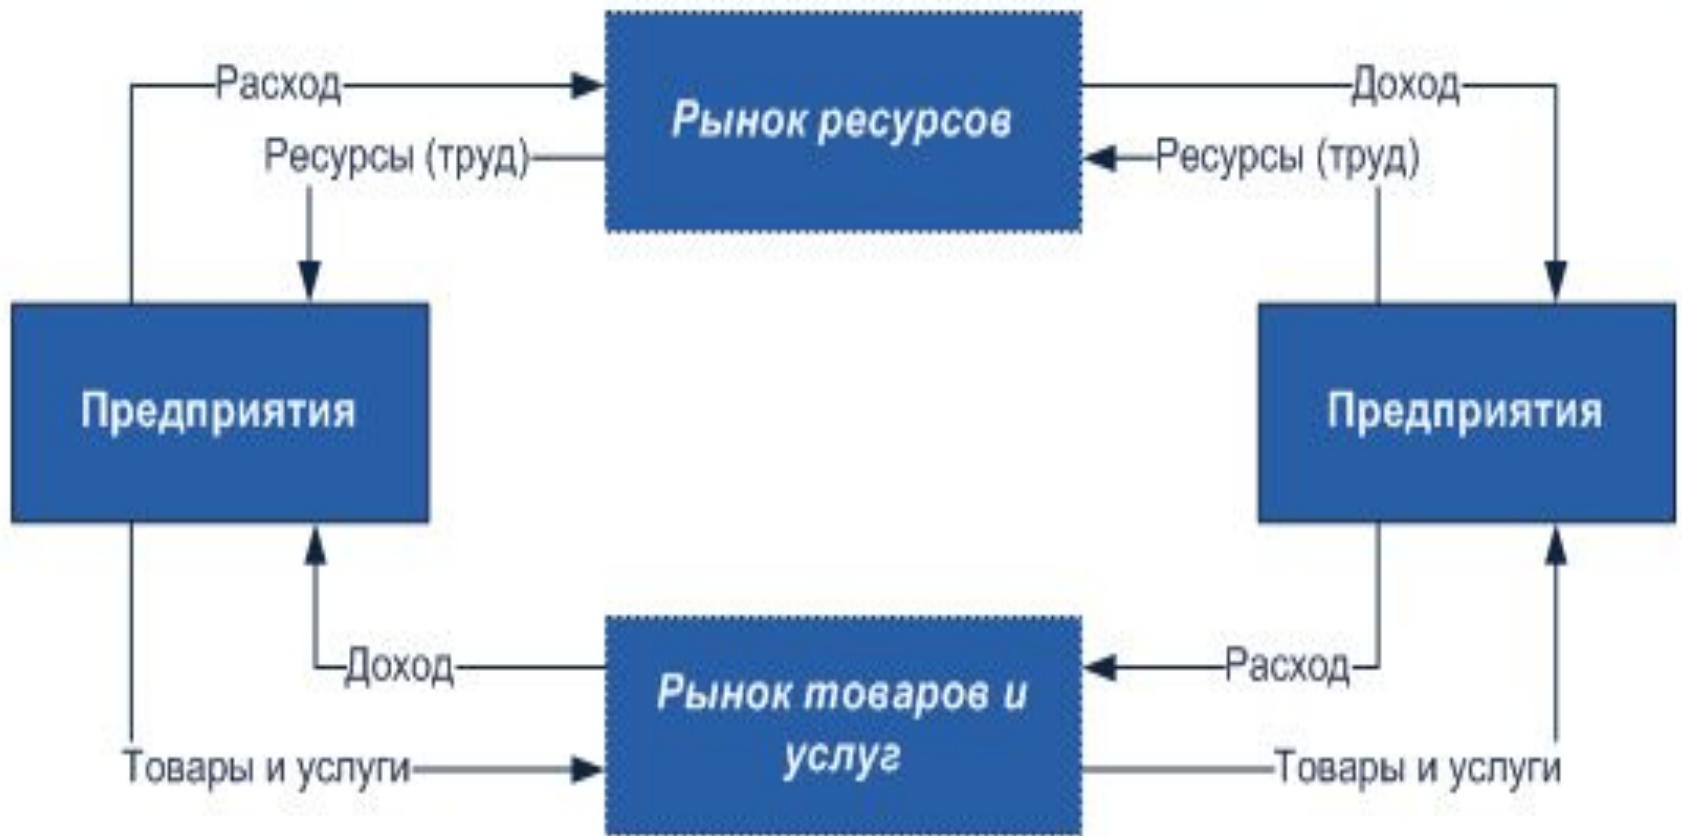 Расход
Рынок ресурсов
Доход
Ресурсы (труд)
Ресурсы (труд)
Предприятия
Предприятия
Доход
Рынок товаров и
услуг
Расход
Товары и услуги
Товары и услуги